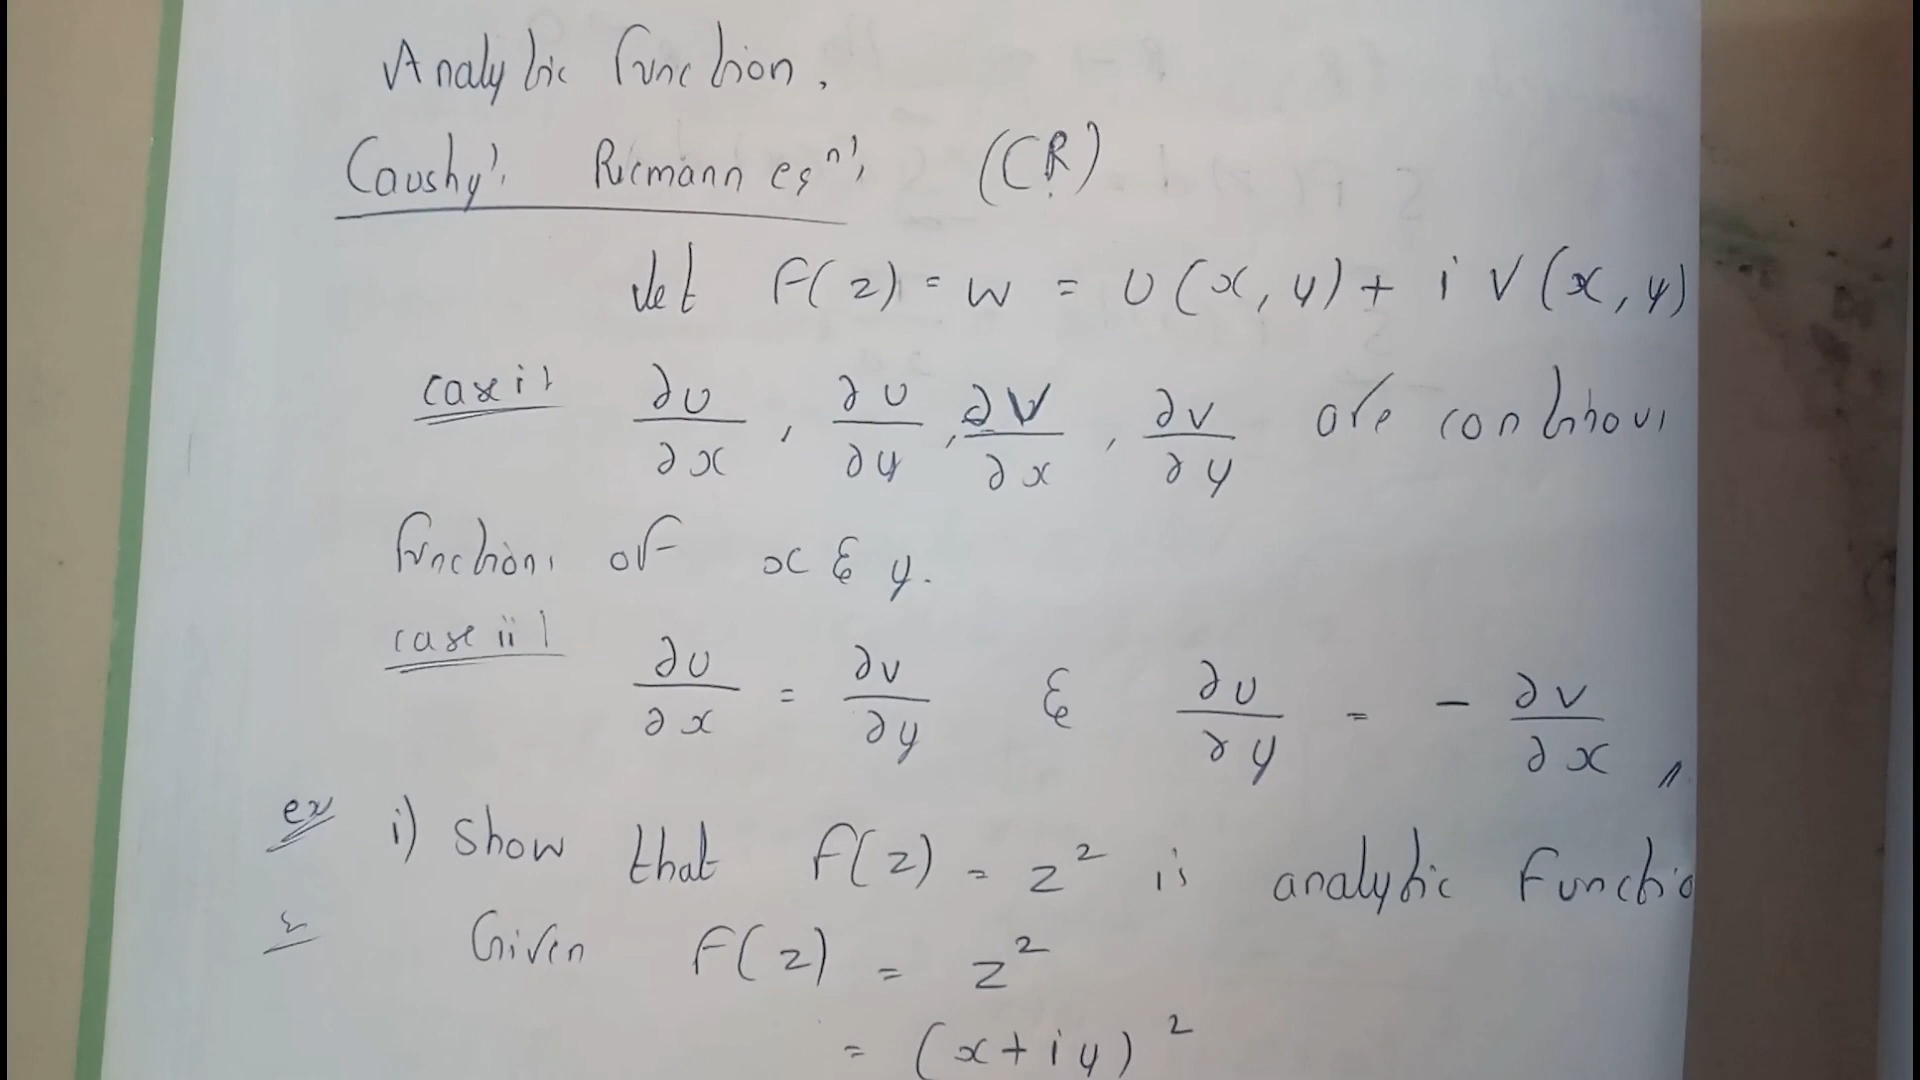 Analytic function.
Caushy's Riemann eqn's (CR)
Let F(z) = w = U(x, y) + i V(x, y)
case i) ∂U/∂x, ∂U/∂y, ∂V/∂x, ∂V/∂y are continous
functions of x & y.
case ii) ∂U/∂x = ∂V/∂y & ∂U/∂y = - ∂V/∂x //
ex i) show that F(z) = z² is analytic Functio
Given F(z) = z²
= (x+iy)²